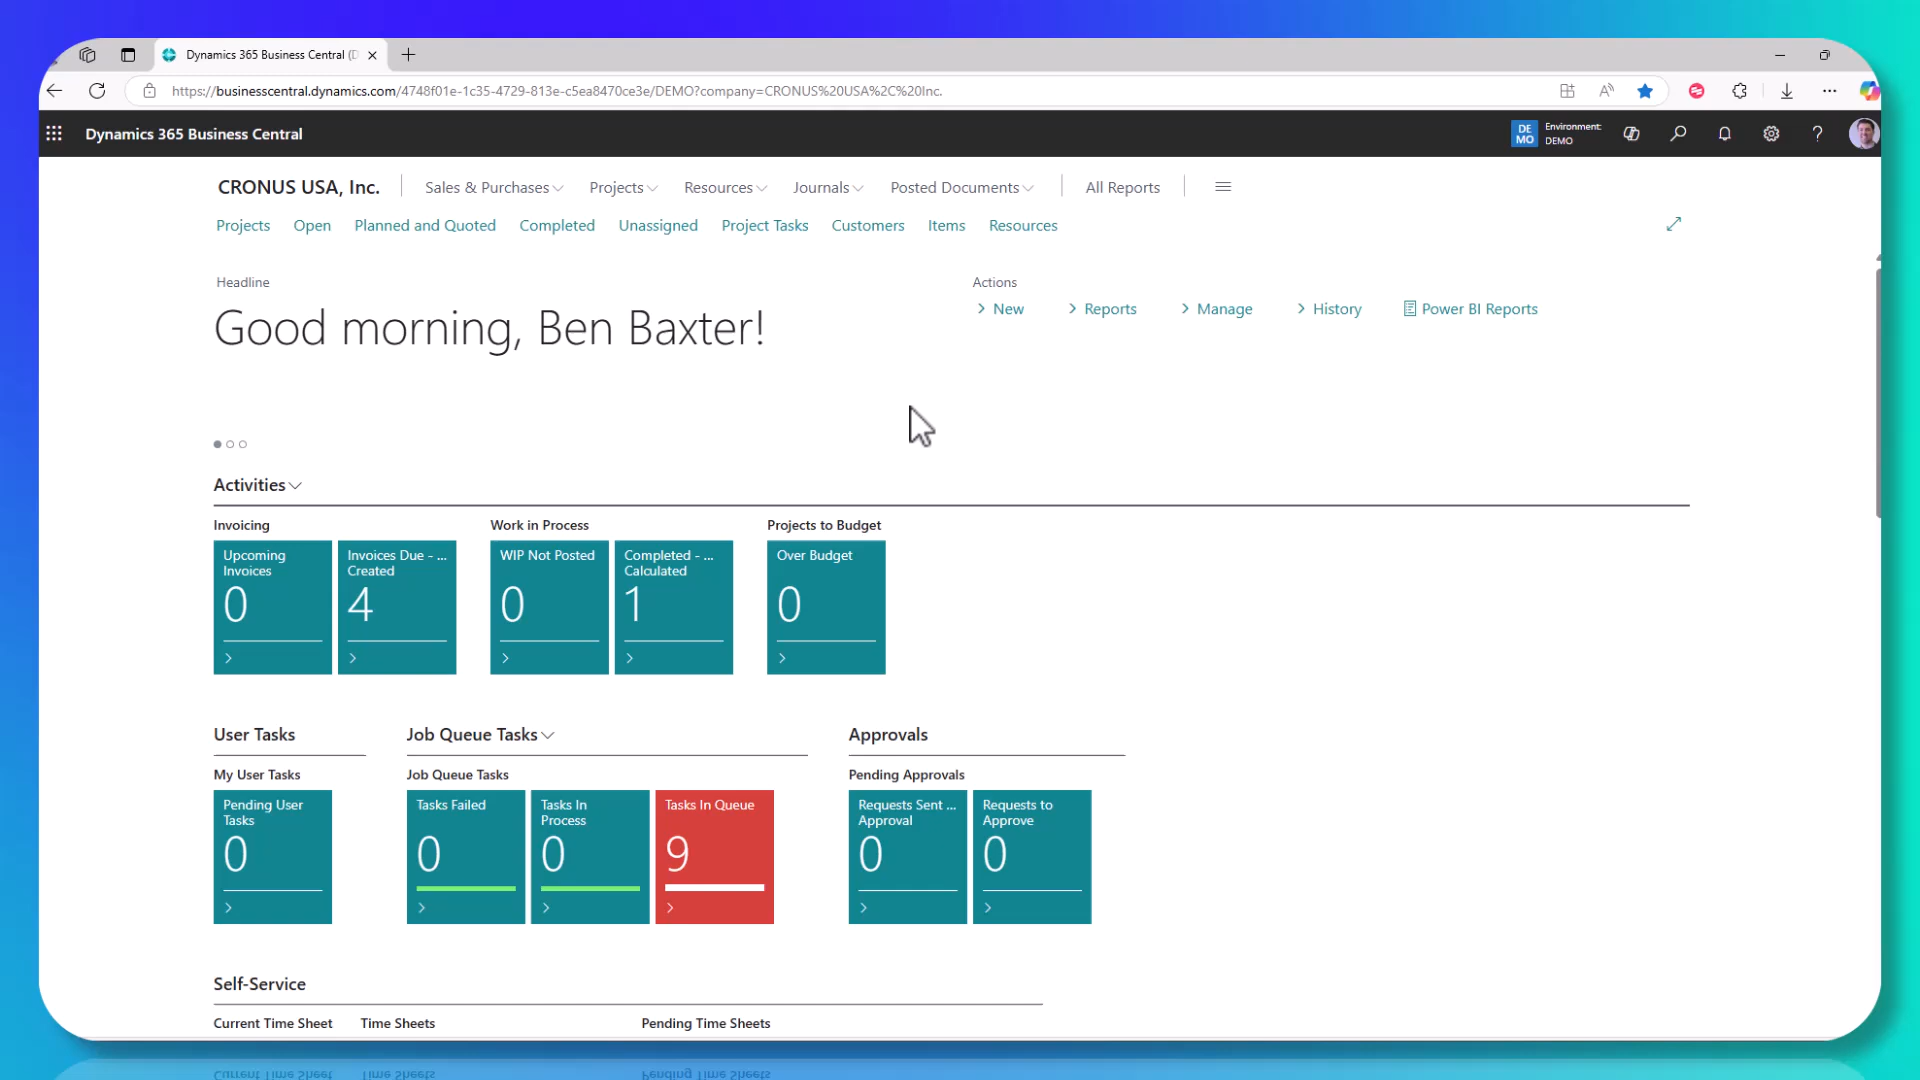 Dynamics 365 Business Central (D
https://businesscentral.dynamics.com/4748f01e-1c35-4729-813e-c5ea8470ce3e/DEMO?company=CRONUS%20USA%2C%20Inc.
Dynamics 365 Business Central
DE
MO
Environment:
DEMO
CRONUS USA, Inc.
Sales & Purchases
Projects
Resources
Journals
Posted Documents
All Reports
Projects
Open
Planned and Quoted
Completed
Unassigned
Project Tasks
Customers
Items
Resources
Headline
Good morning, Ben Baxter!
Actions
New
Reports
Manage
History
Power BI Reports
Activities
Invoicing
Upcoming
Invoices
0
Invoices Due - ...
Created
4
Work in Process
WIP Not Posted
0
Completed - ...
Calculated
1
Projects to Budget
Over Budget
0
User Tasks
My User Tasks
Pending User
Tasks
0
Job Queue Tasks
Job Queue Tasks
Tasks Failed
0
Tasks In
Process
0
Tasks In Queue
9
Approvals
Pending Approvals
Requests Sent ...
Approval
0
Requests to
Approve
0
Self-Service
Current Time Sheet
Time Sheets
Pending Time Sheets